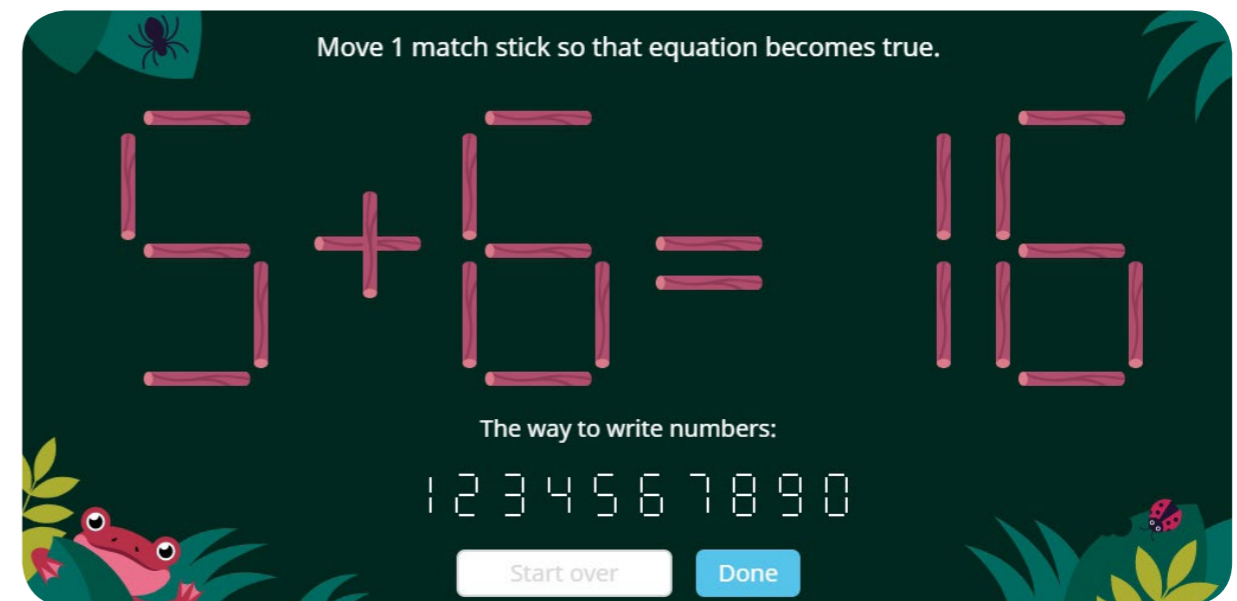 Move 1 match stick so that equation becomes true.
5+6= 16
The way to write numbers:
1 2 3 4 5 6 7 8 9 0
Start over Done